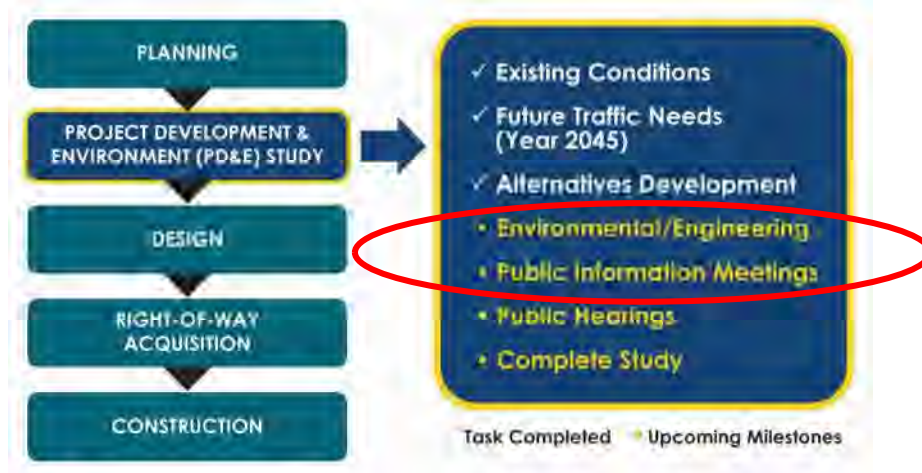 PLANNING
PROJECT DEVELOPMENT &
ENVIRONMENT (PD&E) STUDY
DESIGN
RIGHT-OF-WAY
ACQUISITION
CONSTRUCTION
✓ Existing Conditions
✓ Future Traffic Needs
(Year 2045)
✓ Alternatives Development
• Environmental/Engineering
• Public Information Meetings
• Public Hearings
• Complete Study
Task Completed • Upcoming Milestones